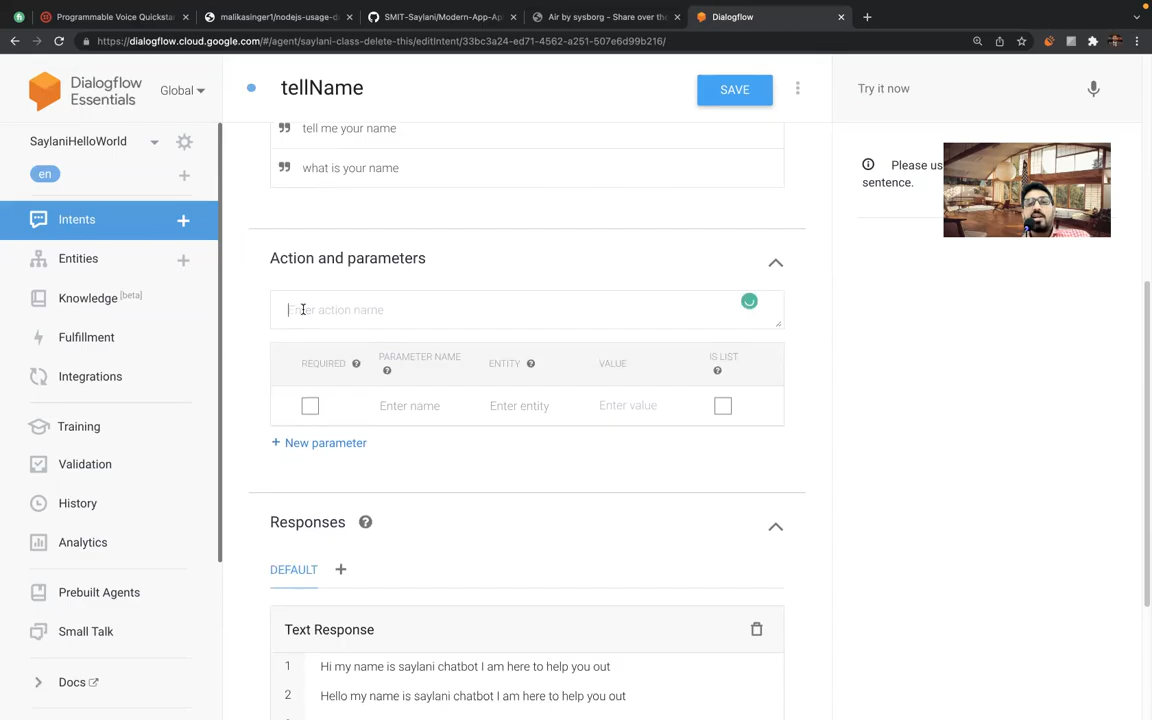 Programmable Voice Quickstar
malikasinger1/nodejs-usage-d
SMIT-Saylani/Modern-App-Ap
Air by sysborg - Share over the
Dialogflow
https://dialogflow.cloud.google.com/#/agent/saylani-class-delete-this/editIntent/33bc3a24-ed71-4562-a251-507e6d99b216/
Dialogflow
Essentials
Global
tellName
SAVE
Try it now
SaylaniHelloWorld
en
tell me your name
what is your name
Please us
sentence.
Intents
Entities
Knowledge [beta]
Fulfillment
Integrations
Training
Validation
History
Analytics
Prebuilt Agents
Small Talk
Docs
Action and parameters
Enter action name
REQUIRED
PARAMETER NAME
ENTITY
VALUE
IS LIST
Enter name
Enter entity
Enter value
+ New parameter
Responses
DEFAULT
Text Response
1 Hi my name is saylani chatbot I am here to help you out
2 Hello my name is saylani chatbot I am here to help you out